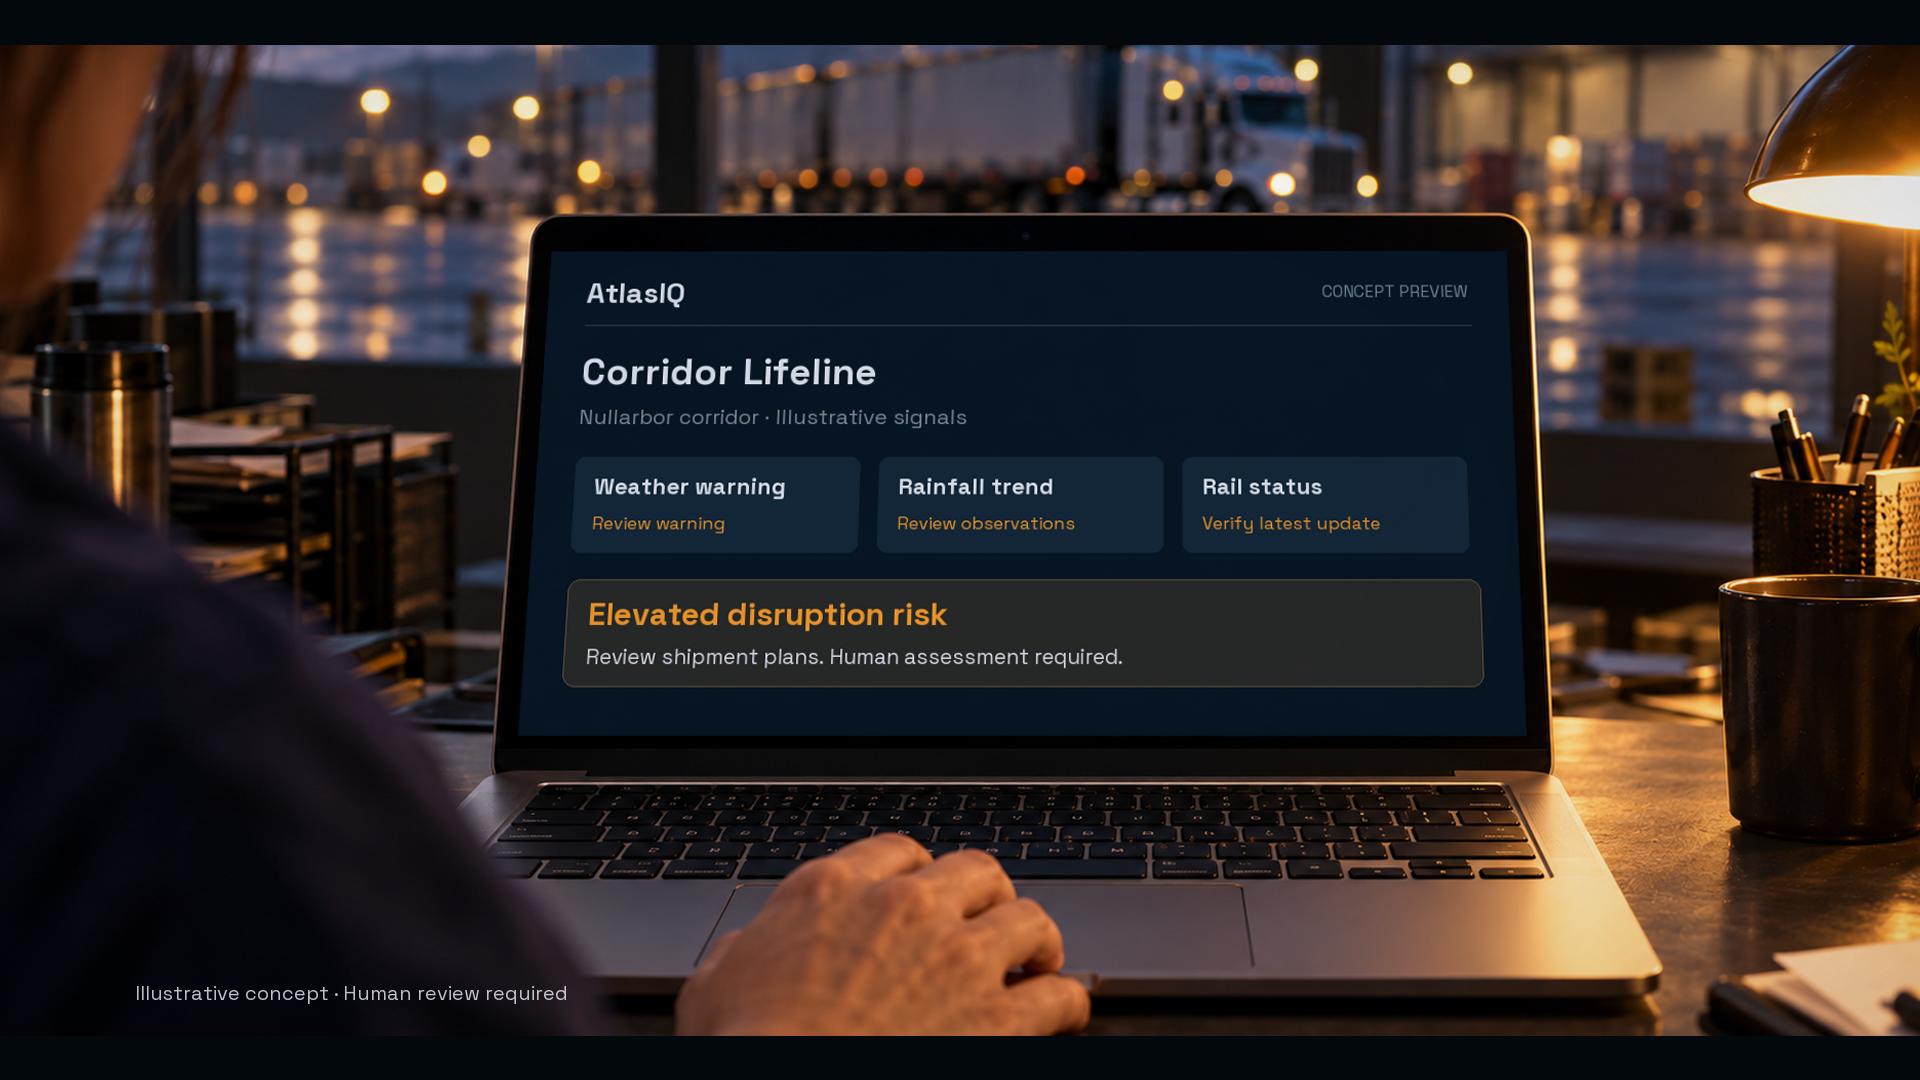 AtlasIQ
CONCEPT PREVIEW
Corridor Lifeline
Nullarbor corridor · Illustrative signals
Weather warning
Review warning
Rainfall trend
Review observations
Rail status
Verify latest update
Elevated disruption risk
Review shipment plans. Human assessment required.
Illustrative concept · Human review required